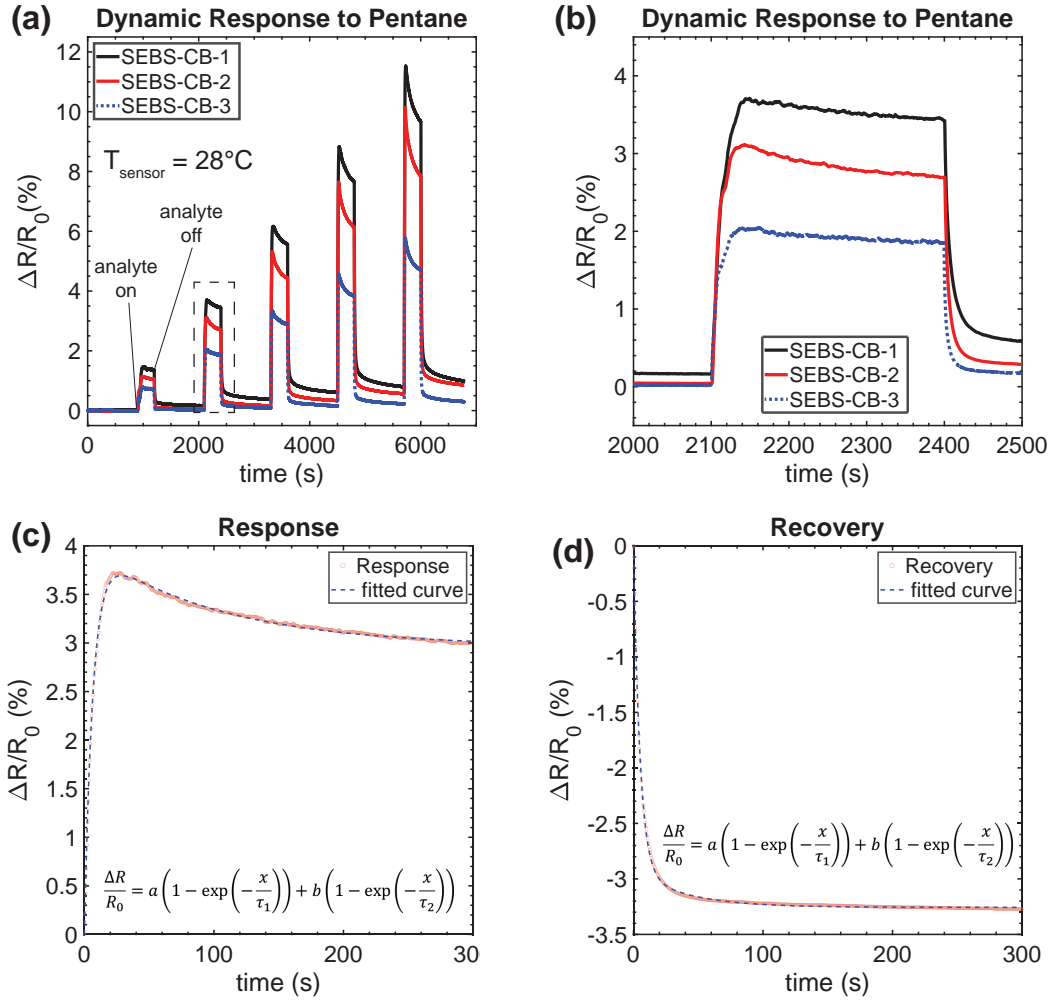 (a)
Dynamic Response to Pentane
SEBS-CB-1
SEBS-CB-2
SEBS-CB-3
T_sensor = 28°C
analyte
on
analyte
off
12
10
8
6
4
2
0
ΔR/R_0 (%)
0 2000 4000 6000
time (s)
(b)
Dynamic Response to Pentane
4
3
2
1
0
ΔR/R_0 (%)
SEBS-CB-1
SEBS-CB-2
SEBS-CB-3
2000 2100 2200 2300 2400 2500
time (s)
(c)
Response
Response
fitted curve
4
3.5
3
2.5
2
1.5
1
0.5
0
ΔR/R_0 (%)
ΔR/R_0 = a(1 − exp(−x/τ_1)) + b(1 − exp(−x/τ_2))
0 100 200 300
time (s)
(d)
Recovery
Recovery
fitted curve
0
-0.5
-1
-1.5
-2
-2.5
-3
-3.5
ΔR/R_0 (%)
ΔR/R_0 = a(1 − exp(−x/τ_1)) + b(1 − exp(−x/τ_2))
0 100 200 300
time (s)